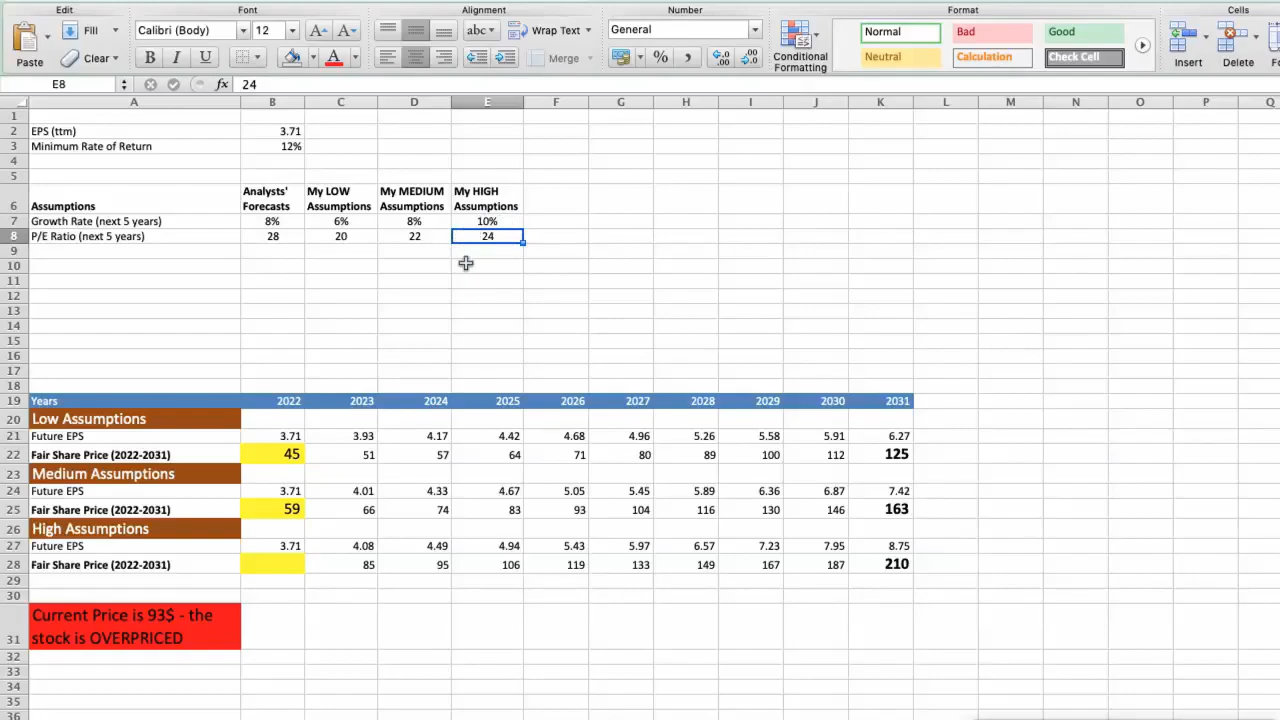 Edit Font Alignment Number Format Cells
Fill Calibri (Body) 12 A A abc Wrap Text General Normal Bad Good
Paste Clear B I U A Merge % , Conditional Formatting Neutral Calculation Check Cell Insert Delete
E8 fx 24
A B C D E F G H I J K L M N O P Q
1
2 EPS (ttm) 3.71
3 Minimum Rate of Return 12%
4
5
6 Assumptions Analysts' Forecasts My LOW Assumptions My MEDIUM Assumptions My HIGH Assumptions
7 Growth Rate (next 5 years) 8% 6% 8% 10%
8 P/E Ratio (next 5 years) 28 20 22 24
9
10
11
12
13
14
15
16
17
18
19 Years 2022 2023 2024 2025 2026 2027 2028 2029 2030 2031
20 Low Assumptions
21 Future EPS 3.71 3.93 4.17 4.42 4.68 4.96 5.26 5.58 5.91 6.27
22 Fair Share Price (2022-2031) 45 51 57 64 71 80 89 100 112 125
23 Medium Assumptions
24 Future EPS 3.71 4.01 4.33 4.67 5.05 5.45 5.89 6.36 6.87 7.42
25 Fair Share Price (2022-2031) 59 66 74 83 93 104 116 130 146 163
26 High Assumptions
27 Future EPS 3.71 4.08 4.49 4.94 5.43 5.97 6.57 7.23 7.95 8.75
28 Fair Share Price (2022-2031) 85 95 106 119 133 149 167 187 210
29
30
Current Price is 93$ - the
31 stock is OVERPRICED
32
33
34
35
36